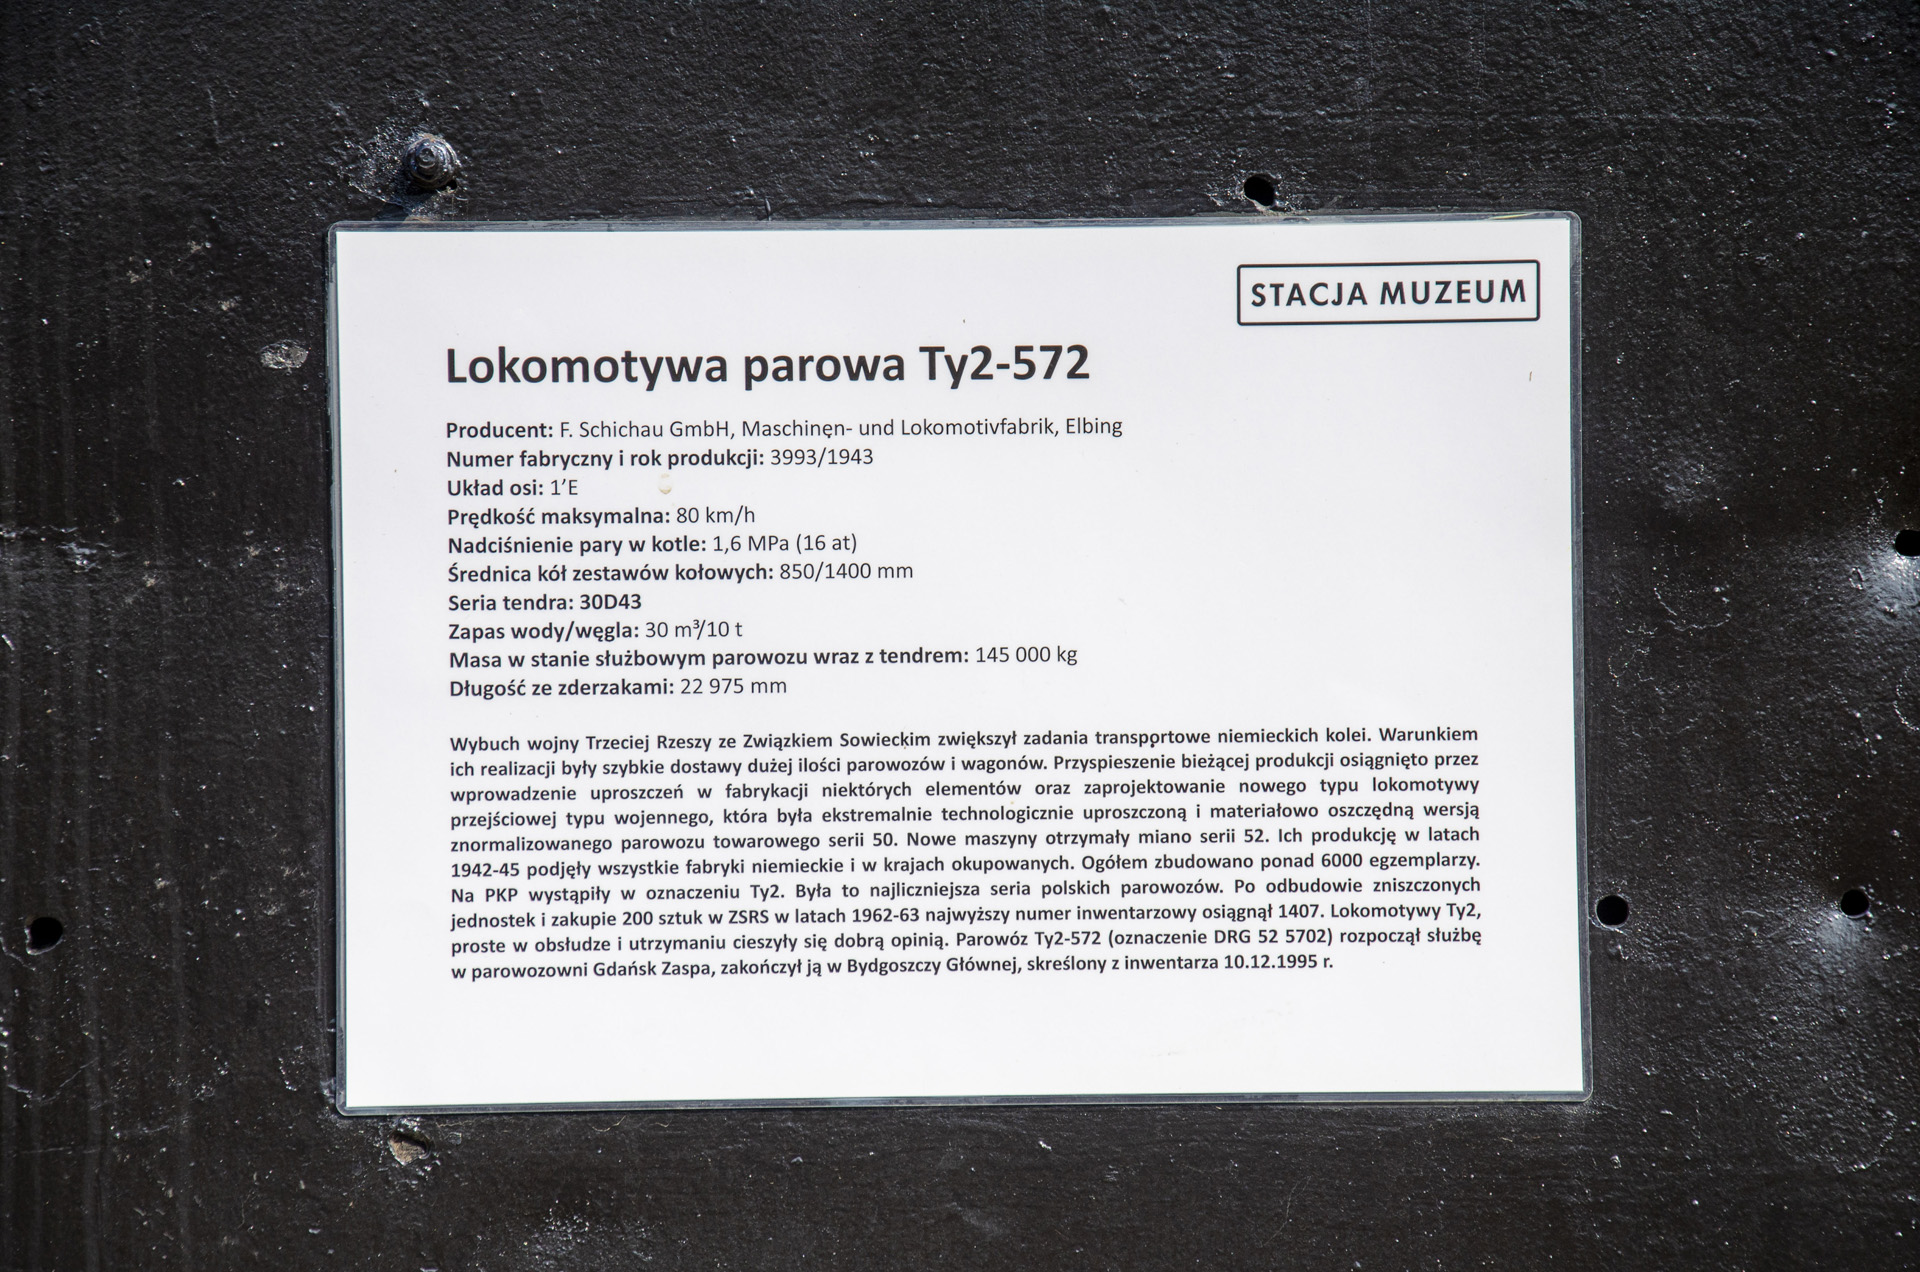 STACJA MUZEUM
Lokomotywa parowa Ty2-572
Producent: F. Schichau GmbH, Maschinen- und Lokomotivfabrik, Elbing
Numer fabryczny i rok produkcji: 3993/1943
Układ osi: 1’E
Prędkość maksymalna: 80 km/h
Nadciśnienie pary w kotle: 1,6 MPa (16 at)
Średnica kół zestawów kołowych: 850/1400 mm
Seria tendra: 30D43
Zapas wody/węgla: 30 m³/10 t
Masa w stanie służbowym parowozu wraz z tendrem: 145 000 kg
Długość ze zderzakami: 22 975 mm
Wybuch wojny Trzeciej Rzeszy ze Związkiem Sowieckim zwiększył zadania transportowe niemieckich kolei. Warunkiem
ich realizacji były szybkie dostawy dużej ilości parowozów i wagonów. Przyspieszenie bieżącej produkcji osiągnięto przez
wprowadzenie uproszczeń w fabrykacji niektórych elementów oraz zaprojektowanie nowego typu lokomotywy
przejściowej typu wojennego, która była ekstremalnie technologicznie uproszczoną i materiałowo oszczędną wersją
znormalizowanego parowozu towarowego serii 50. Nowe maszyny otrzymały miano serii 52. Ich produkcję w latach
1942-45 podjęły wszystkie fabryki niemieckie i w krajach okupowanych. Ogółem zbudowano ponad 6000 egzemplarzy.
Na PKP wystąpiły w oznaczeniu Ty2. Była to najliczniejsza seria polskich parowozów. Po odbudowie zniszczonych
jednostek i zakupie 200 sztuk w ZSRS w latach 1962-63 najwyższy numer inwentarzowy osiągnął 1407. Lokomotywy Ty2,
proste w obsłudze i utrzymaniu cieszyły się dobrą opinią. Parowóz Ty2-572 (oznaczenie DRG 52 5702) rozpoczął służbę
w parowozowni Gdańsk Zaspa, zakończył ją w Bydgoszczy Głównej, skreślony z inwentarza 10.12.1995 r.